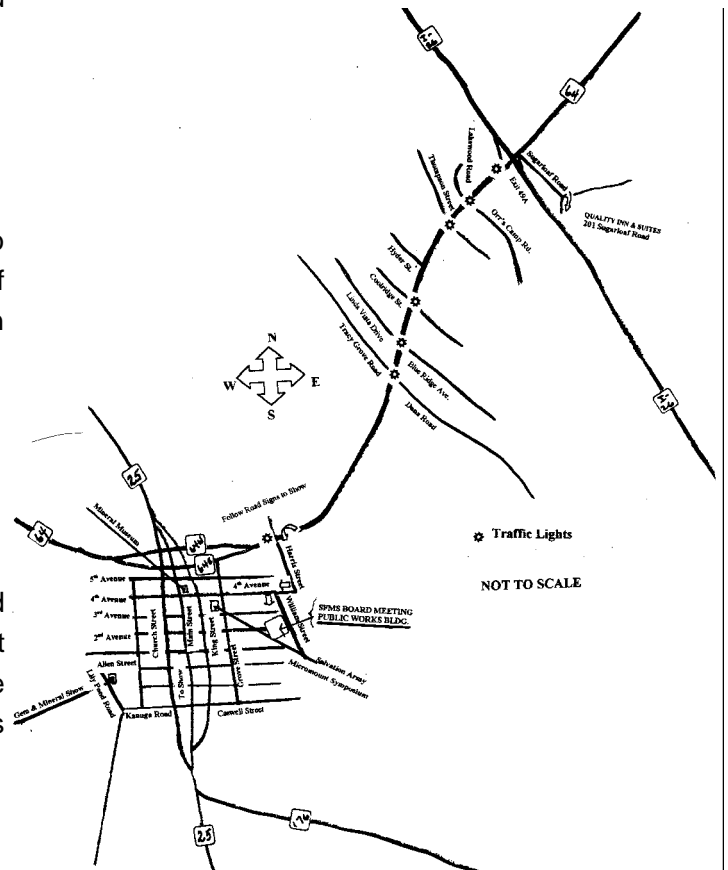 I-26
64
Sugarloaf Road
Lakewood Road
Exit 49A
Thompson Street
QUALITY INN & SUITES
201 Sugarloaf Road
Orr's Camp Rd.
Hyder St.
Coolridge St.
Linda Vista Drive
Tracy Grove Road
Blue Ridge Ave.
Dana Road
I-26
N
W E
S
25
Mineral Museum
Follow Road Signs to Show
64
64E
Harris Street
Traffic Lights
NOT TO SCALE
5th Avenue
4th Avenue
4th Avenue
3rd Avenue
2nd Avenue
Church Street
Main Street
King Street
Grove Street
William Street
SFMS BOARD MEETING
PUBLIC WORKS BLDG.
Salvation Army
Micromount Symposium
Allen Street
Lily Pond Road
To Show
Gem & Mineral Show
Kanuga Road
Caswell Street
25
176